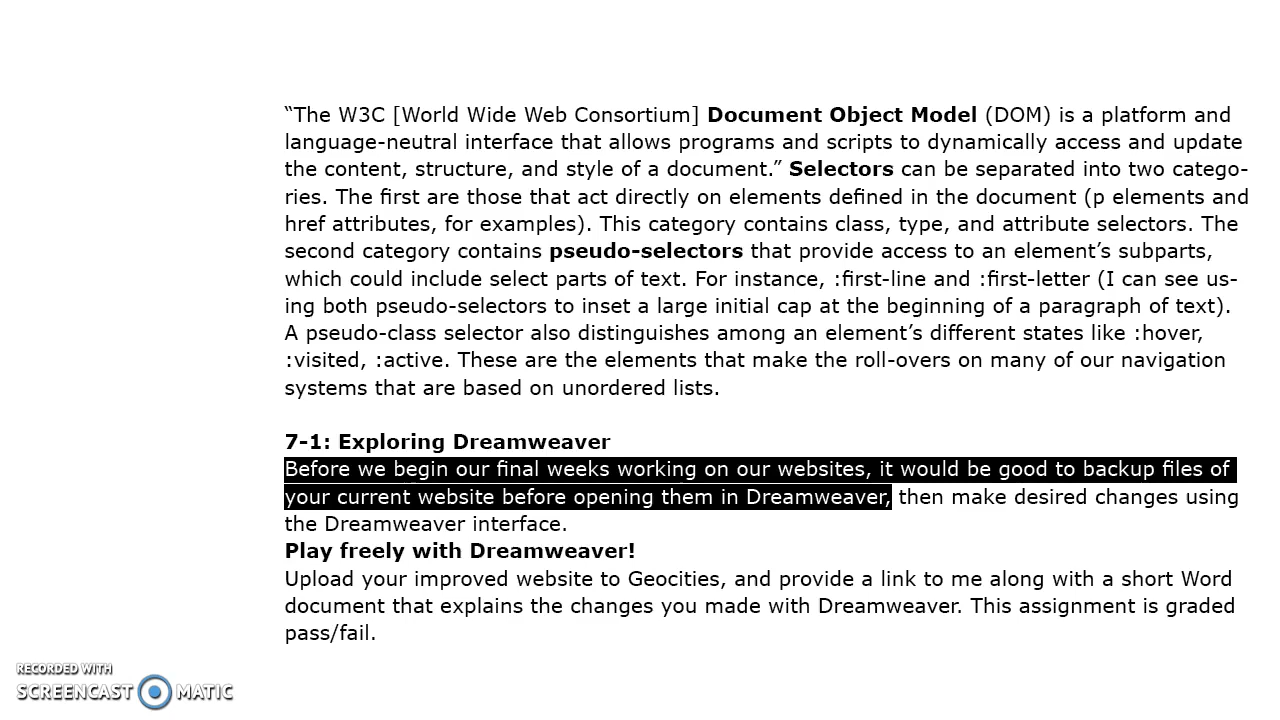 “The W3C [World Wide Web Consortium] Document Object Model (DOM) is a platform and
language-neutral interface that allows programs and scripts to dynamically access and update
the content, structure, and style of a document.” Selectors can be separated into two catego-
ries. The first are those that act directly on elements defined in the document (p elements and
href attributes, for examples). This category contains class, type, and attribute selectors. The
second category contains pseudo-selectors that provide access to an element’s subparts,
which could include select parts of text. For instance, :first-line and :first-letter (I can see us-
ing both pseudo-selectors to inset a large initial cap at the beginning of a paragraph of text).
A pseudo-class selector also distinguishes among an element’s different states like :hover,
:visited, :active. These are the elements that make the roll-overs on many of our navigation
systems that are based on unordered lists.
7-1: Exploring Dreamweaver
Before we begin our final weeks working on our websites, it would be good to backup files of
your current website before opening them in Dreamweaver, then make desired changes using
the Dreamweaver interface.
Play freely with Dreamweaver!
Upload your improved website to Geocities, and provide a link to me along with a short Word
document that explains the changes you made with Dreamweaver. This assignment is graded
pass/fail.
RECORDED WITH
SCREENCAST MATIC